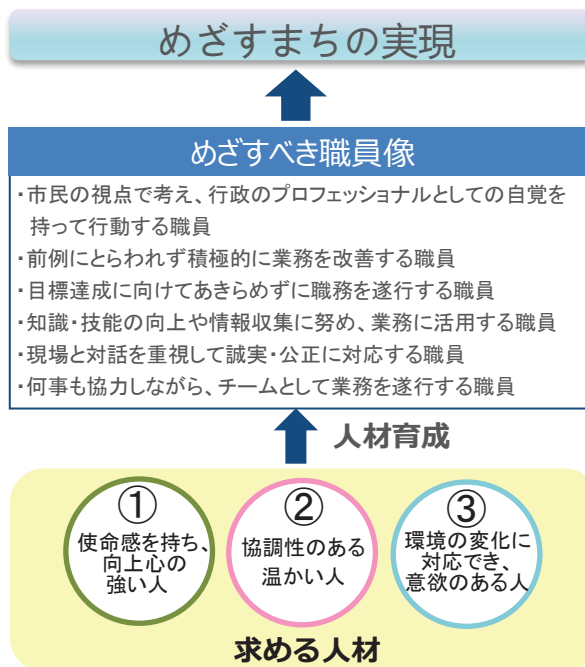 めざすまちの実現
めざすべき職員像
・市民の視点で考え、行政のプロフェッショナルとしての自覚を
持って行動する職員
・前例にとらわれず積極的に業務を改善する職員
・目標達成に向けてあきらめずに職務を遂行する職員
・知識・技能の向上や情報収集に努め、業務に活用する職員
・現場と対話を重視して誠実・公正に対応する職員
・何事も協力しながら、チームとして業務を遂行する職員
人材育成
①
使命感を持ち、
向上心の
強い人
②
協調性のある
温かい人
③
環境の変化に
対応でき、
意欲のある人
求める人材